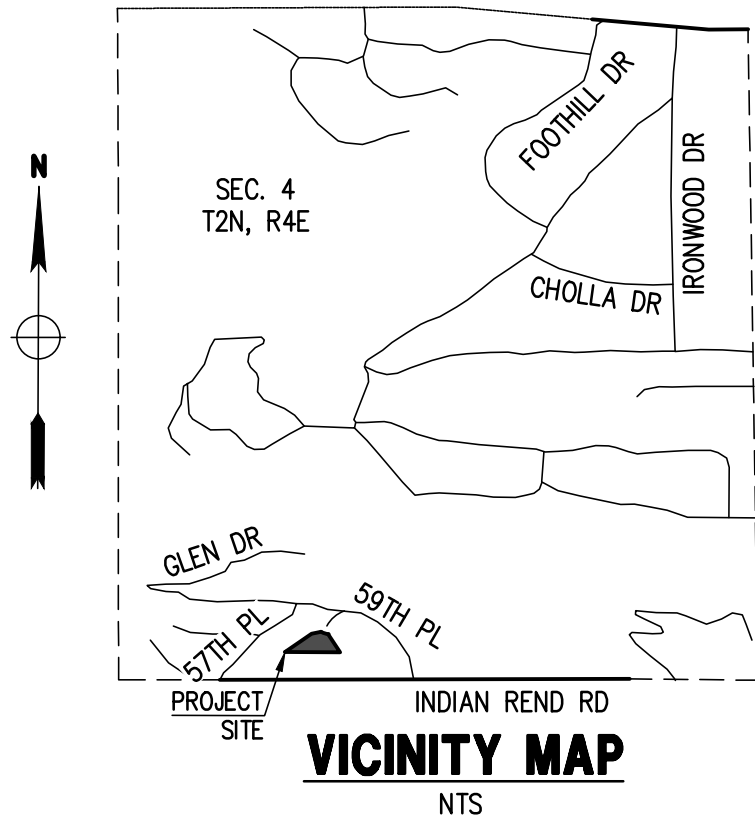 FOOTHILL DR
IRONWOOD DR
N
SEC. 4
T2N, R4E
CHOLLA DR
GLEN DR
59TH PL
57TH PL
PROJECT
SITE
INDIAN REND RD
VICINITY MAP
NTS